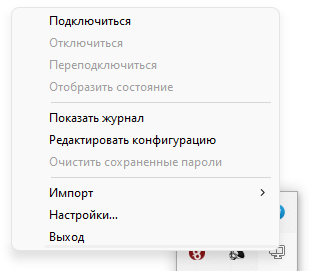 Подключиться
Отключиться
Переподключиться
Отобразить состояние
Показать журнал
Редактировать конфигурацию
Очистить сохраненные пароли
Импорт
Настройки...
Выход